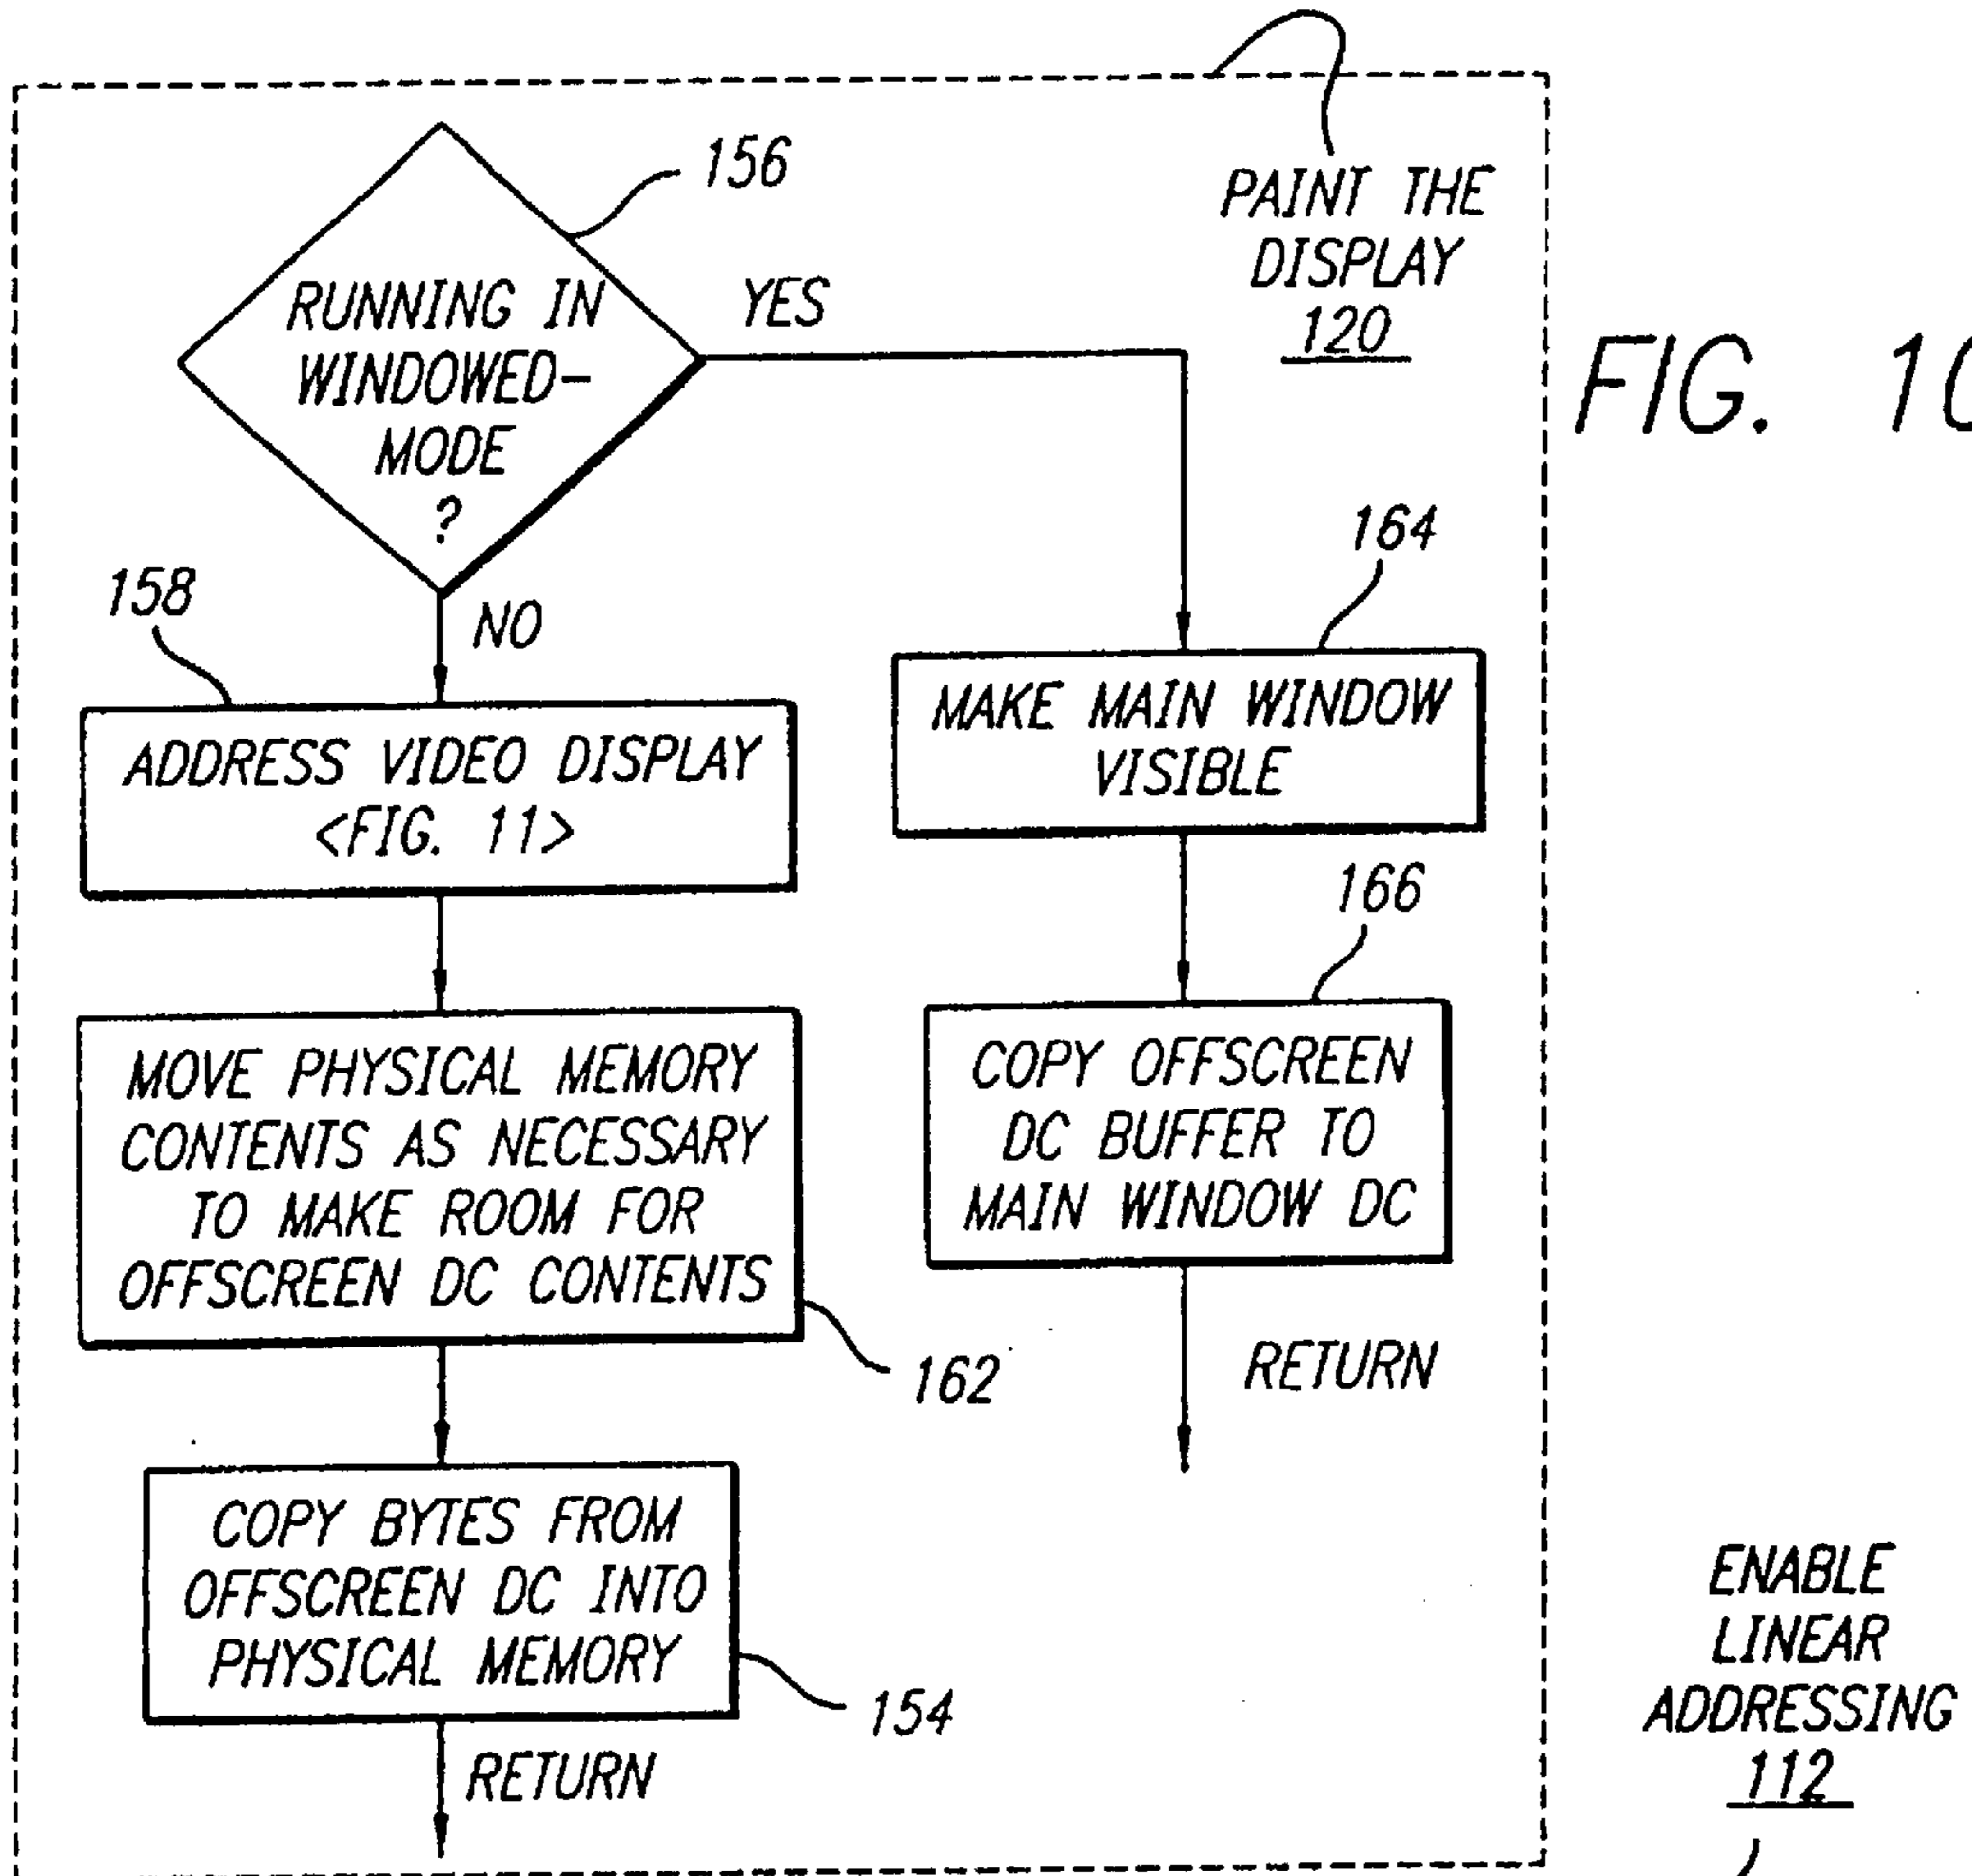 156
PAINT THE
DISPLAY
120
RUNNING IN
WINDOWED-
MODE
?
YES
FIG. 10
NO
158
ADDRESS VIDEO DISPLAY
<FIG. 11>
164
MAKE MAIN WINDOW
VISIBLE
166
MOVE PHYSICAL MEMORY
CONTENTS AS NECESSARY
TO MAKE ROOM FOR
OFFSCREEN DC CONTENTS
162
COPY OFFSCREEN
DC BUFFER TO
MAIN WINDOW DC
RETURN
COPY BYTES FROM
OFFSCREEN DC INTO
PHYSICAL MEMORY
154
RETURN
ENABLE
LINEAR
ADDRESSING
112